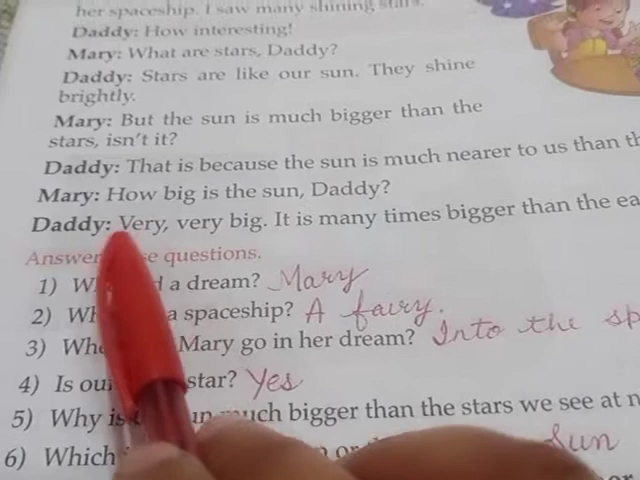 her spaceship. I saw many shining stars.
Daddy: How interesting!
Mary: What are stars, Daddy?
Daddy: Stars are like our sun. They shine
brightly.
Mary: But the sun is much bigger than the
stars, isn't it?
Daddy: That is because the sun is much nearer to us than th
Mary: How big is the sun, Daddy?
Daddy: Very, very big. It is many times bigger than the ea
Answer questions.
1) a dream? Mary
2) a spaceship? A fairy.
3) Mary go in her dream? Into the sp
4) Is our star? Yes
5) Why is much bigger than the stars we see at n
6) Which or Sun